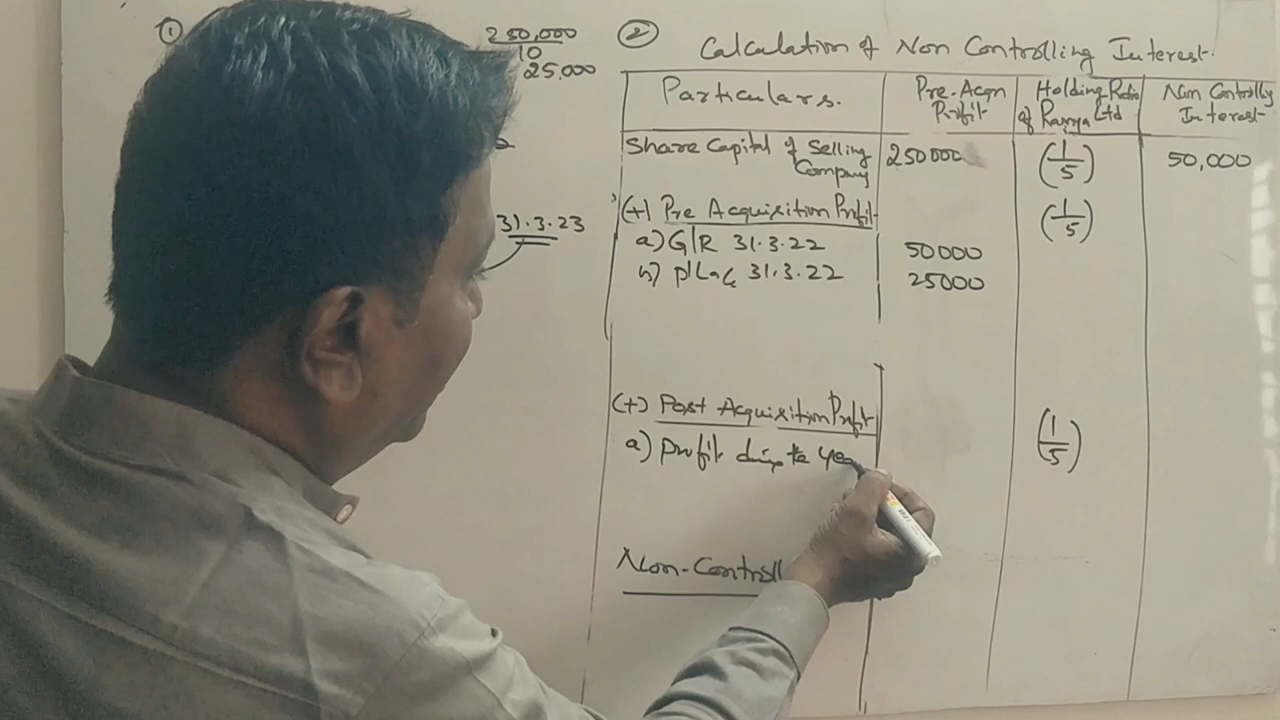 ①
250,000
10
25,000
31.3.23
② Calculation of Non Controlling Interest.
Particulars. Pre-Acqn Profit Holding Ratio of Ramya Ltd Non Controlly Interest
Share Capital of Selling Company 250000 (1/5) 50,000
(+) Pre Acquisition Profit (1/5)
a) G/R 31.3.22 50000
b) P/L a/c 31.3.22 25000
(+) Post Acquisition Profit (1/5)
a) Profit during the yea
Non-Controll